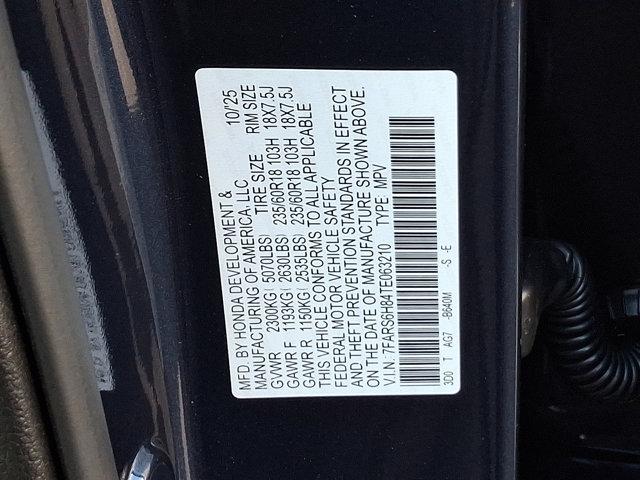 MFD. BY HONDA DEVELOPMENT & 10/'25
MANUFACTURING OF AMERICA, LLC
TIRE SIZE RIM SIZE
GVWR 2300KG( 5070LBS)
GAWR F 1193KG( 2630LBS) 235/60R18 103H 18X7.5J
GAWR R 1150KG( 2535LBS) 235/60R18 103H 18X7.5J
THIS VEHICLE CONFORMS TO ALL APPLICABLE
FEDERAL MOTOR VEHICLE SAFETY
AND THEFT PREVENTION STANDARDS IN EFFECT
ON THE DATE OF MANUFACTURE SHOWN ABOVE.
V.I.N: 7FARS6H84TE063210 TYPE MPV
3D0 T AG7 -B640M -S -E